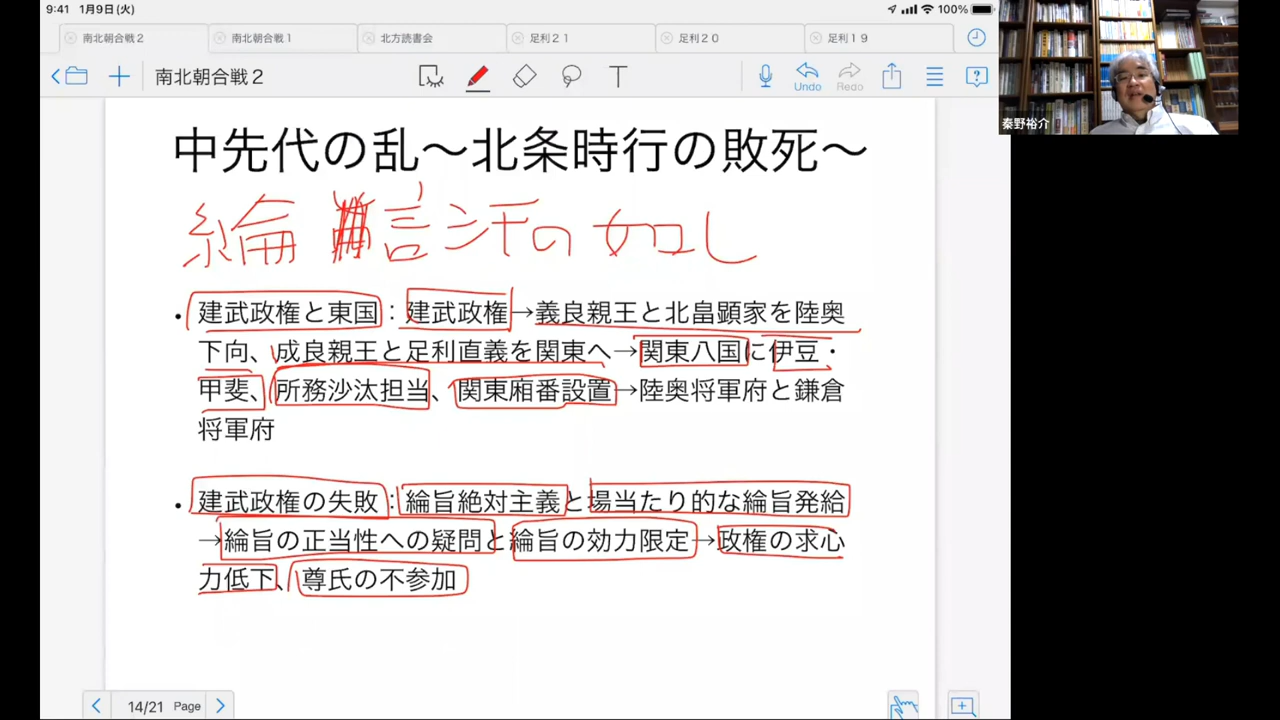 9:41 1月9日(火)
100%
南北朝合戦2
南北朝合戦1
北方読書会
足利21
足利20
足利19
南北朝合戦2
T
Undo
Redo
秦野裕介
中先代の乱〜北条時行の敗死〜
綸言汗の如し
• 建武政権と東国：建武政権→義良親王と北畠顕家を陸奥
下向、成良親王と足利直義を関東へ→関東八国に伊豆・
甲斐、所務沙汰担当、関東廂番設置→陸奥将軍府と鎌倉
将軍府
• 建武政権の失敗：綸旨絶対主義と場当たり的な綸旨発給
→綸旨の正当性への疑問と綸旨の効力限定→政権の求心
力低下、尊氏の不参加
14/21 Page